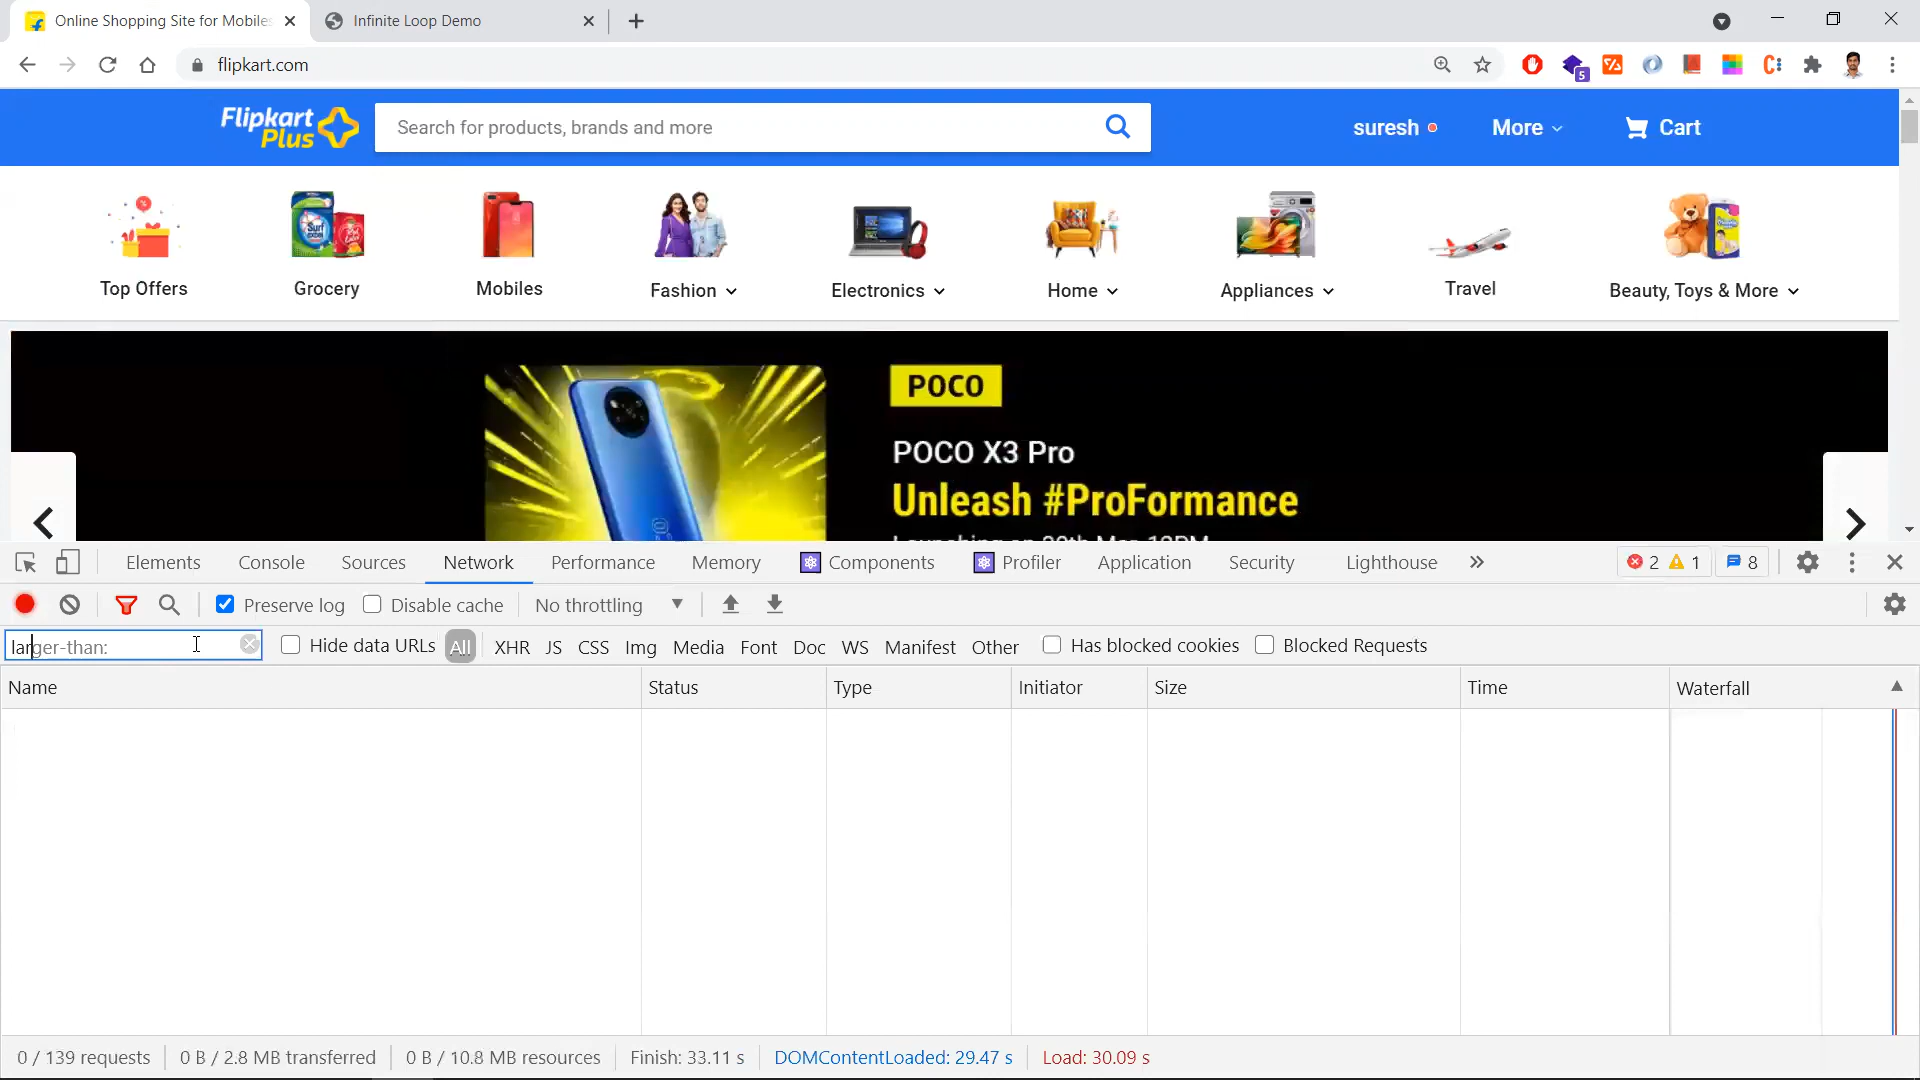 Online Shopping Site for Mobiles
Infinite Loop Demo
flipkart.com
5
Flipkart
Plus
Search for products, brands and more
suresh
More
Cart
Top Offers
Grocery
Mobiles
Fashion
Electronics
Home
Appliances
Travel
Beauty, Toys & More
POCO
POCO X3 Pro
Unleash #ProFormance
Elements
Console
Sources
Network
Performance
Memory
Components
Profiler
Application
Security
Lighthouse
2
1
8
Preserve log
Disable cache
No throttling
larger-than:
Hide data URLs
All
XHR
JS
CSS
Img
Media
Font
Doc
WS
Manifest
Other
Has blocked cookies
Blocked Requests
Name
Status
Type
Initiator
Size
Time
Waterfall
0 / 139 requests
0 B / 2.8 MB transferred
0 B / 10.8 MB resources
Finish: 33.11 s
DOMContentLoaded: 29.47 s
Load: 30.09 s